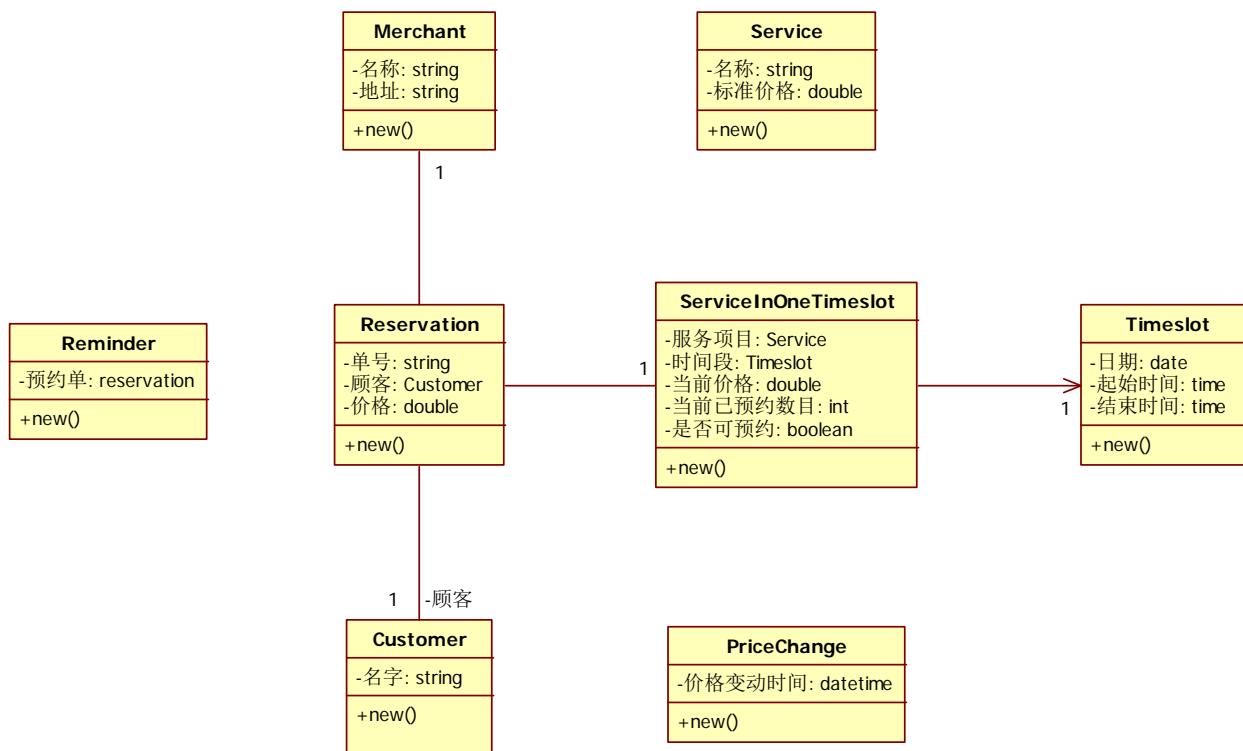 Merchant
-名称: string
-地址: string
+new()
Service
-名称: string
-标准价格: double
+new()
1
Reminder
-预约单: reservation
+new()
Reservation
-单号: string
-顾客: Customer
-价格: double
+new()
1
ServiceInOneTimeslot
-服务项目: Service
-时间段: Timeslot
-当前价格: double
-当前已预约数目: int
-是否可预约: boolean
+new()
1
Timeslot
-日期: date
-起始时间: time
-结束时间: time
+new()
1 -顾客
Customer
-名字: string
+new()
PriceChange
-价格变动时间: datetime
+new()